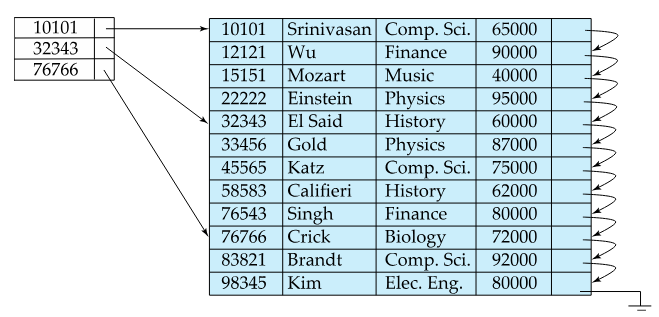 10101
32343
76766
10101 Srinivasan Comp. Sci. 65000
12121 Wu Finance 90000
15151 Mozart Music 40000
22222 Einstein Physics 95000
32343 El Said History 60000
33456 Gold Physics 87000
45565 Katz Comp. Sci. 75000
58583 Califieri History 62000
76543 Singh Finance 80000
76766 Crick Biology 72000
83821 Brandt Comp. Sci. 92000
98345 Kim Elec. Eng. 80000